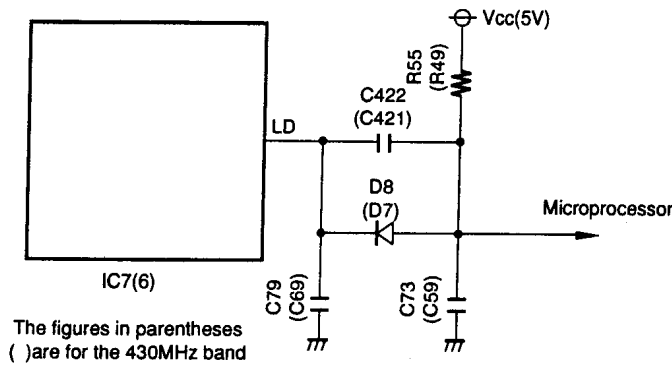 Vcc(5V)
R55
(R49)
C422
(C421)
LD
D8
(D7)
Microprocessor
IC7(6)
C79
(C69)
C73
(C59)
The figures in parentheses
( )are for the 430MHz band